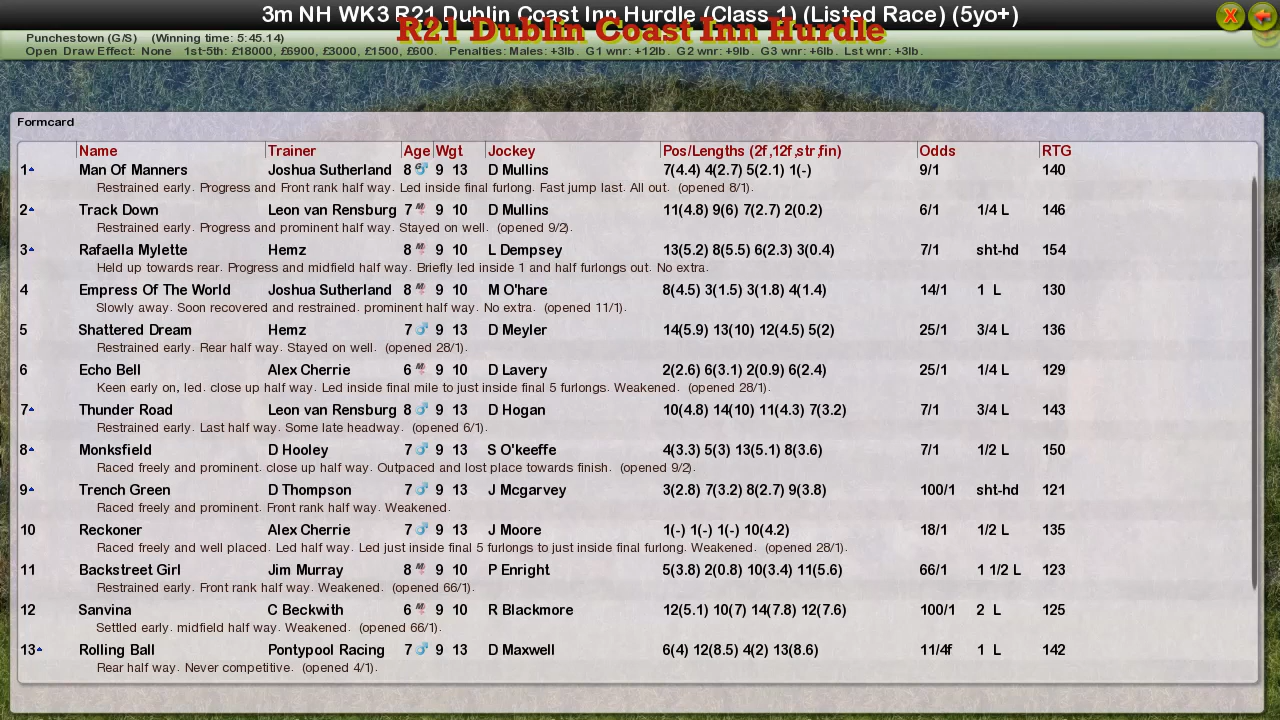 3m NH WK3 R21 Dublin Coast Inn Hurdle (Class 1) (Listed Race) (5yo+)
R21 Dublin Coast Inn Hurdle
Punchestown (G/S) (Winning time: 5:45.14)
Open Draw Effect: None 1st-5th: £18000, £6900, £3000, £1500, £600. Penalties: Males: +3lb. G1 wnr: +12lb. G2 wnr: +9lb. G3 wnr: +6lb. Lst wnr: +3lb.
Formcard
Name Trainer Age Wgt Jockey Pos/Lengths (2f,12f,str,fin) Odds RTG
1 Man Of Manners Joshua Sutherland 8 9 13 D Mullins 7(4.4) 4(2.7) 5(2.1) 1(-) 9/1 140
Restrained early. Progress and Front rank half way. Led inside final furlong. Fast jump last. All out. (opened 8/1).
2 Track Down Leon van Rensburg 7 9 10 D Mullins 11(4.8) 9(6) 7(2.7) 2(0.2) 6/1 1/4 L 146
Restrained early. Progress and prominent half way. Stayed on well. (opened 9/2).
3 Rafaella Mylette Hemz 8 9 10 L Dempsey 13(5.2) 8(5.5) 6(2.3) 3(0.4) 7/1 sht-hd 154
Held up towards rear. Progress and midfield half way. Briefly led inside 1 and half furlongs out. No extra.
4 Empress Of The World Joshua Sutherland 8 9 10 M O'hare 8(4.5) 3(1.5) 3(1.8) 4(1.4) 14/1 1 L 130
Slowly away. Soon recovered and restrained. prominent half way. No extra. (opened 11/1).
5 Shattered Dream Hemz 7 9 13 D Meyler 14(5.9) 13(10) 12(4.5) 5(2) 25/1 3/4 L 136
Restrained early. Rear half way. Stayed on well. (opened 28/1).
6 Echo Bell Alex Cherrie 6 9 10 D Lavery 2(2.6) 6(3.1) 2(0.9) 6(2.4) 25/1 1/4 L 129
Keen early on, led. close up half way. Led inside final mile to just inside final 5 furlongs. Weakened. (opened 28/1).
7 Thunder Road Leon van Rensburg 8 9 13 D Hogan 10(4.8) 14(10) 11(4.3) 7(3.2) 7/1 3/4 L 143
Restrained early. Last half way. Some late headway. (opened 6/1).
8 Monksfield D Hooley 7 9 13 S O'keeffe 4(3.3) 5(3) 13(5.1) 8(3.6) 7/1 1/2 L 150
Raced freely and prominent. close up half way. Outpaced and lost place towards finish. (opened 9/2).
9 Trench Green D Thompson 7 9 13 J Mcgarvey 3(2.8) 7(3.2) 8(2.7) 9(3.8) 100/1 sht-hd 121
Raced freely and prominent. Front rank half way. Weakened.
10 Reckoner Alex Cherrie 7 9 13 J Moore 1(-) 1(-) 1(-) 10(4.2) 18/1 1/2 L 135
Raced freely and well placed. Led half way. Led just inside final 5 furlongs to just inside final furlong. Weakened. (opened 28/1).
11 Backstreet Girl Jim Murray 8 9 10 P Enright 5(3.8) 2(0.8) 10(3.4) 11(5.6) 66/1 1 1/2 L 123
Restrained early. Front rank half way. Weakened. (opened 66/1).
12 Sanvina C Beckwith 6 9 10 R Blackmore 12(5.1) 10(7) 14(7.8) 12(7.6) 100/1 2 L 125
Settled early. midfield half way. Weakened. (opened 66/1).
13 Rolling Ball Pontypool Racing 7 9 13 D Maxwell 6(4) 12(8.5) 4(2) 13(8.6) 11/4f 1 L 142
Rear half way. Never competitive. (opened 4/1).